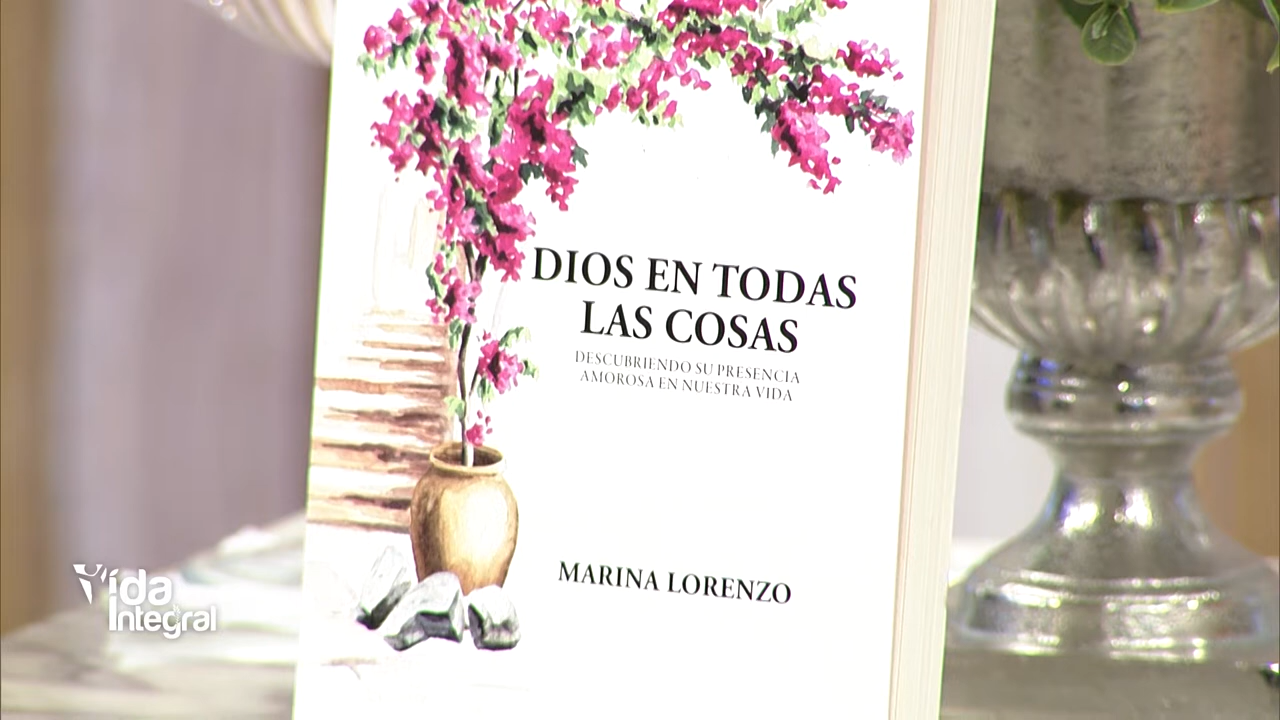 DIOS EN TODAS
LAS COSAS
DESCUBRIENDO SU PRESENCIA
AMOROSA EN NUESTRA VIDA
MARINA LORENZO
Vida
Integral